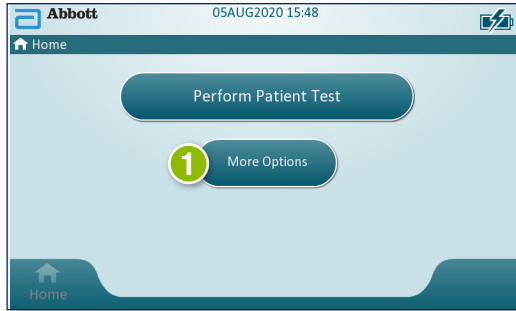 Abbott
05AUG2020 15:48
Home
Perform Patient Test
1
More Options
Home